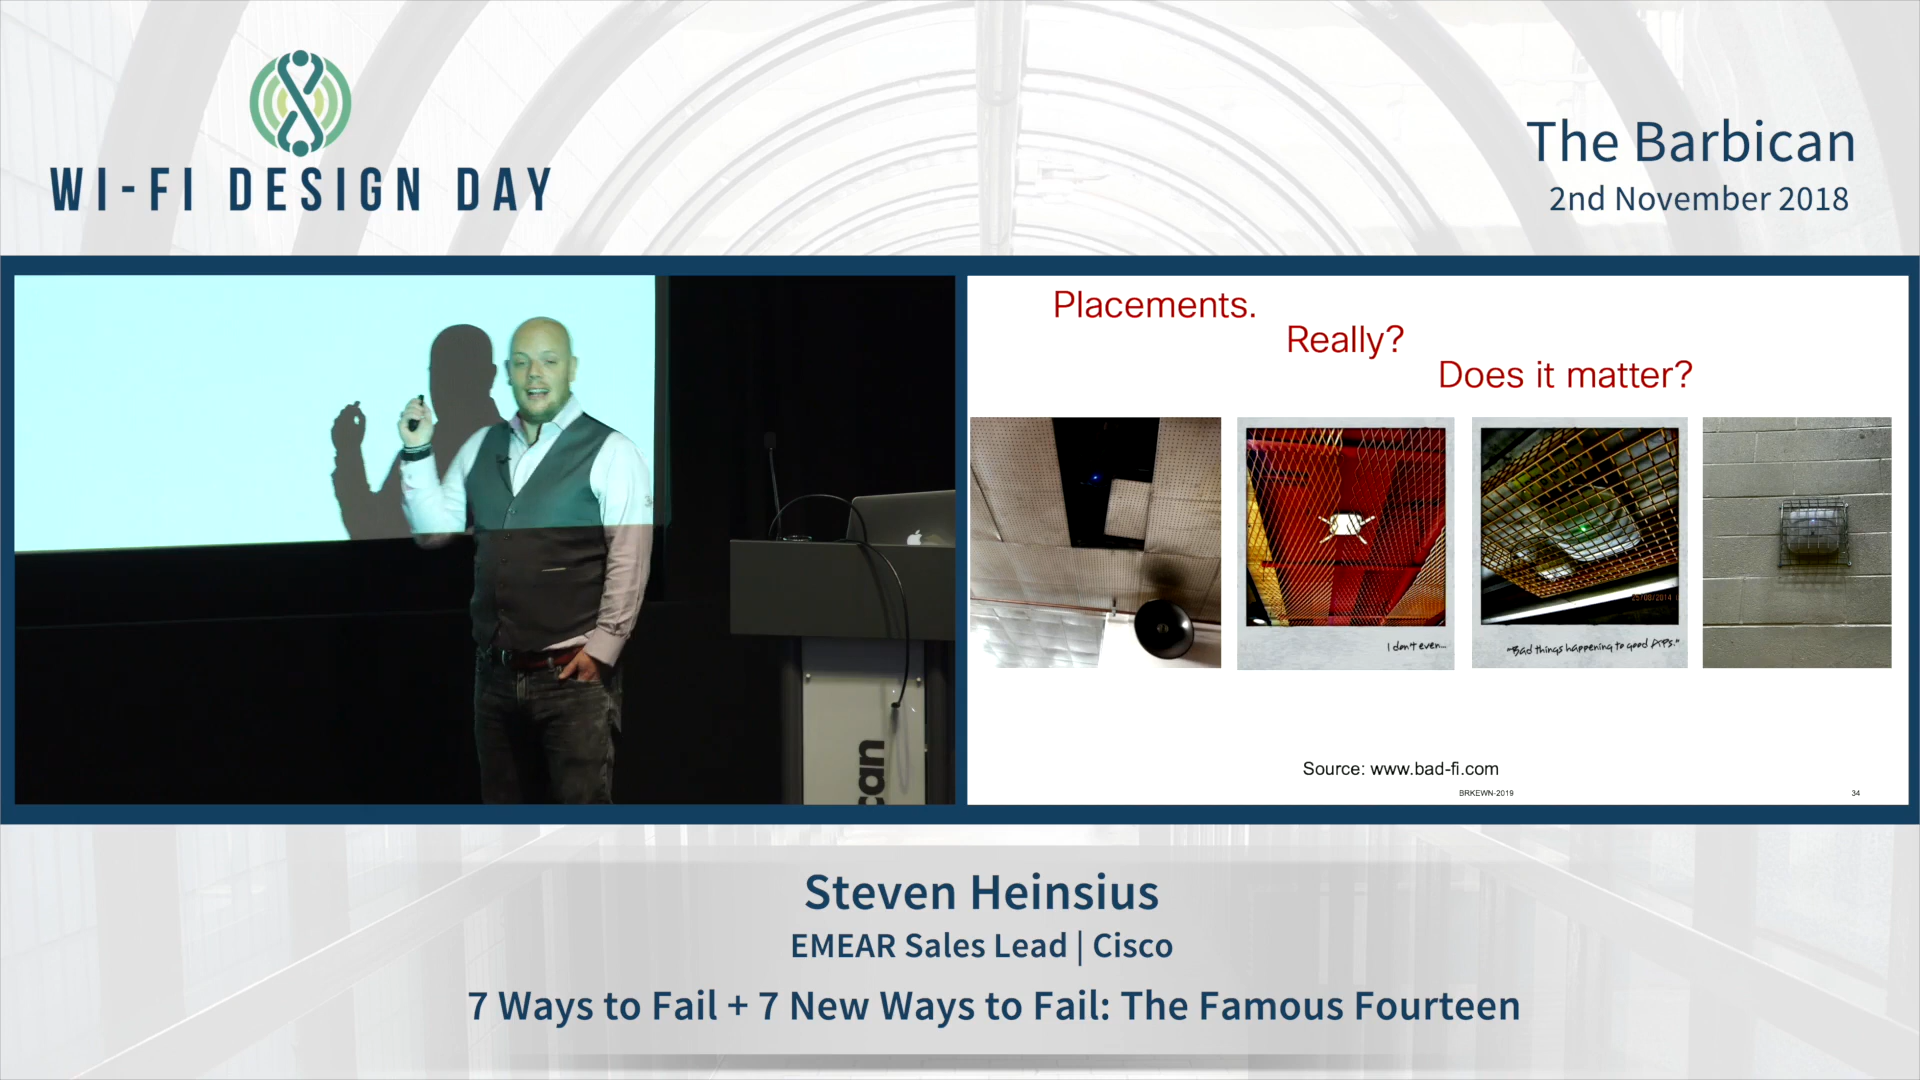 WI-FI DESIGN DAY
The Barbican
2nd November 2018
Placements.
Really?
Does it matter?
I don't even...
"Bad things happening to good APs."
Source: www.bad-fi.com
BRKEWN-2019
34
can
Steven Heinsius
EMEAR Sales Lead | Cisco
7 Ways to Fail + 7 New Ways to Fail: The Famous Fourteen